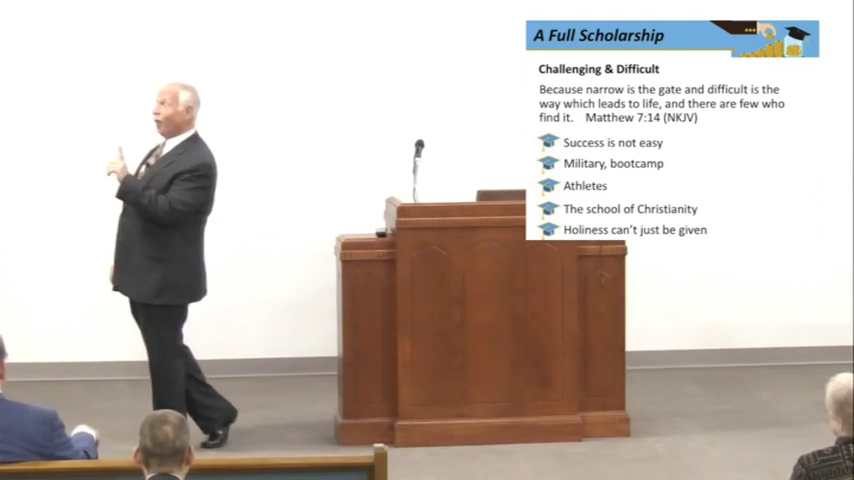 A Full Scholarship
Challenging & Difficult
Because narrow is the gate and difficult is the
way which leads to life, and there are few who
find it. Matthew 7:14 (NKJV)
Success is not easy
Military, bootcamp
Athletes
The school of Christianity
Holiness can’t just be given